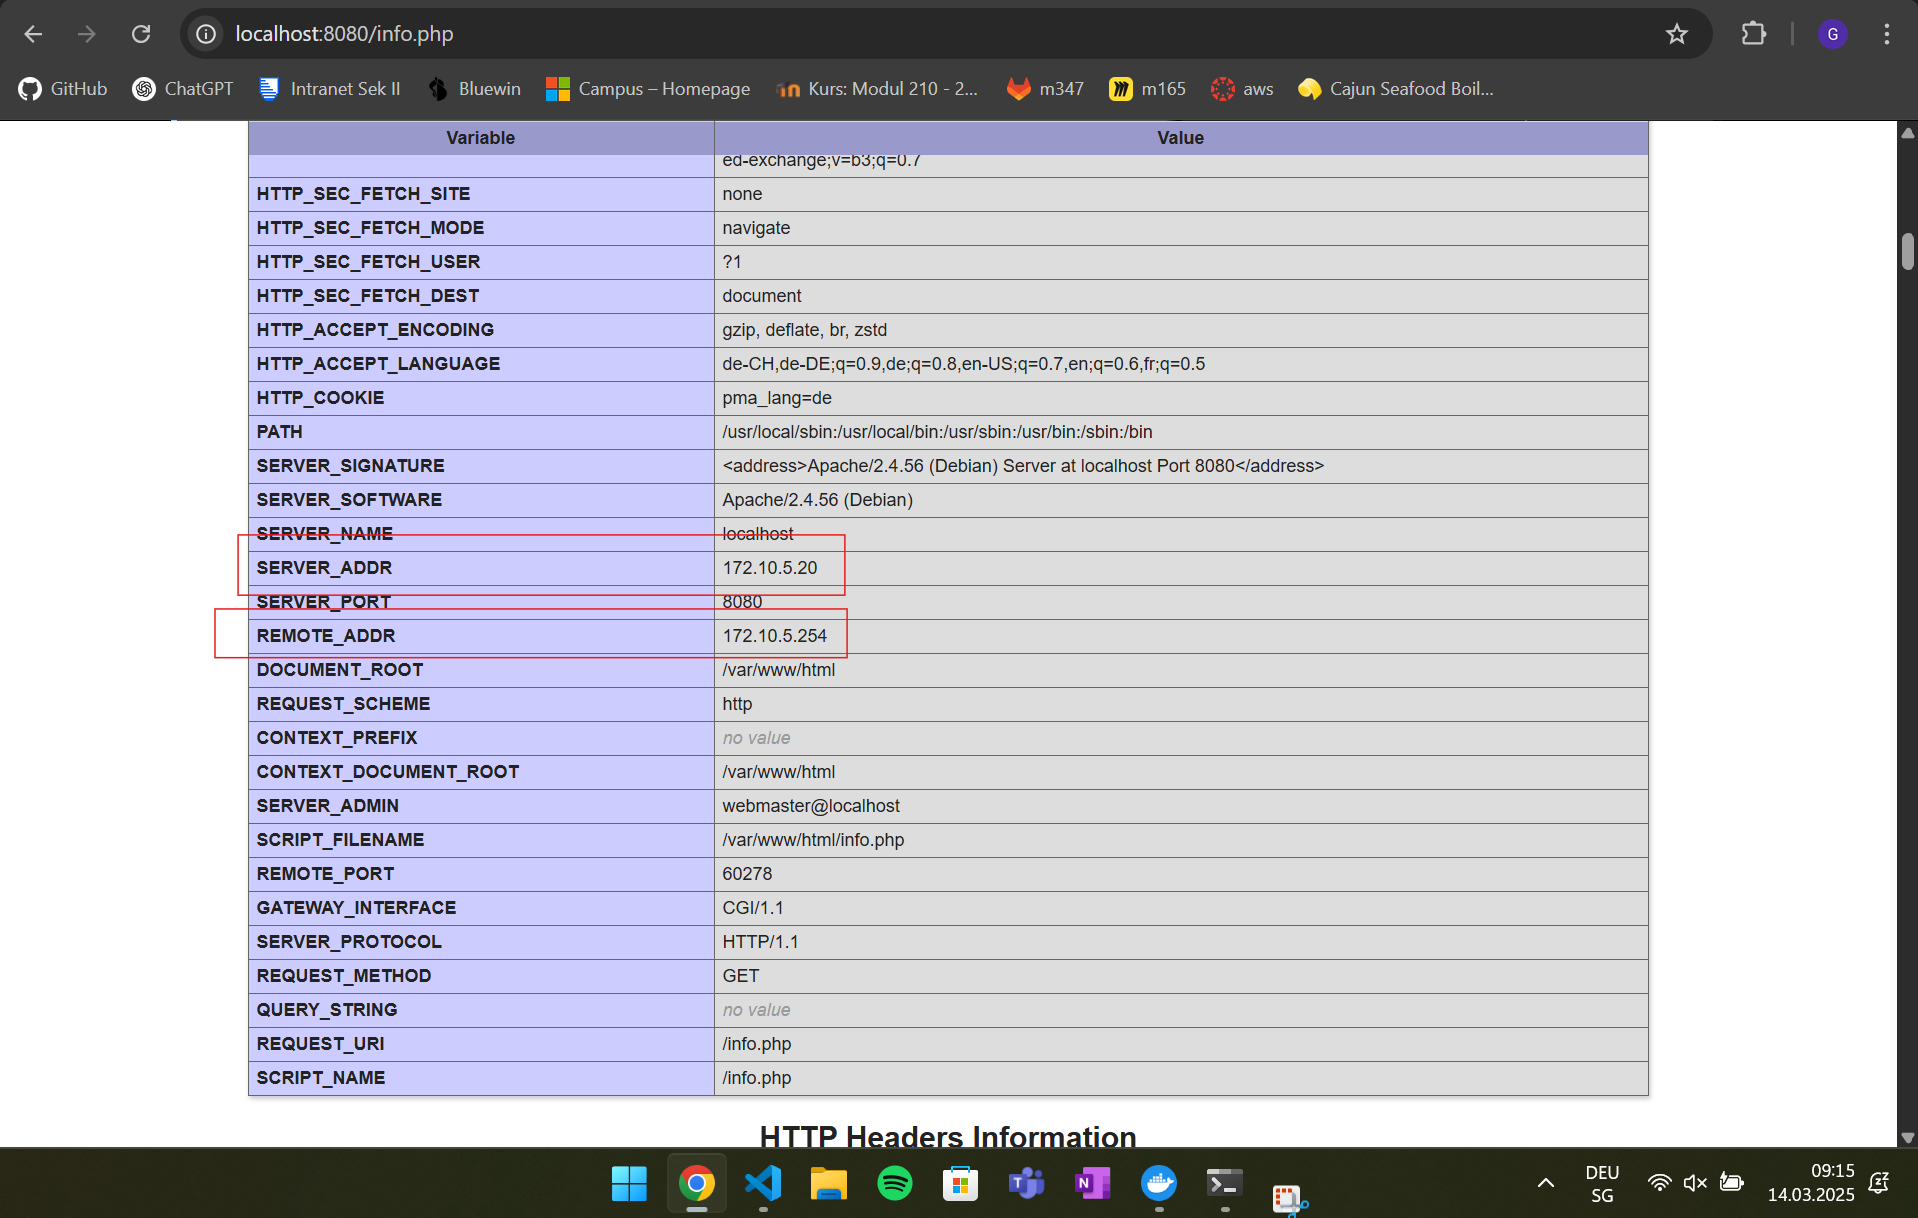 localhost:8080/info.php
G
GitHub
ChatGPT
Intranet Sek II
Bluewin
Campus – Homepage
Kurs: Modul 210 - 2...
m347
m165
aws
Cajun Seafood Boil...
Variable Value
ed-exchange;v=b3;q=0.7
HTTP_SEC_FETCH_SITE none
HTTP_SEC_FETCH_MODE navigate
HTTP_SEC_FETCH_USER ?1
HTTP_SEC_FETCH_DEST document
HTTP_ACCEPT_ENCODING gzip, deflate, br, zstd
HTTP_ACCEPT_LANGUAGE de-CH,de-DE;q=0.9,de;q=0.8,en-US;q=0.7,en;q=0.6,fr;q=0.5
HTTP_COOKIE pma_lang=de
PATH /usr/local/sbin:/usr/local/bin:/usr/sbin:/usr/bin:/sbin:/bin
SERVER_SIGNATURE <address>Apache/2.4.56 (Debian) Server at localhost Port 8080</address>
SERVER_SOFTWARE Apache/2.4.56 (Debian)
SERVER_NAME localhost
SERVER_ADDR 172.10.5.20
SERVER_PORT 8080
REMOTE_ADDR 172.10.5.254
DOCUMENT_ROOT /var/www/html
REQUEST_SCHEME http
CONTEXT_PREFIX no value
CONTEXT_DOCUMENT_ROOT /var/www/html
SERVER_ADMIN webmaster@localhost
SCRIPT_FILENAME /var/www/html/info.php
REMOTE_PORT 60278
GATEWAY_INTERFACE CGI/1.1
SERVER_PROTOCOL HTTP/1.1
REQUEST_METHOD GET
QUERY_STRING no value
REQUEST_URI /info.php
SCRIPT_NAME /info.php
HTTP Headers Information
DEU
SG
09:15
14.03.2025